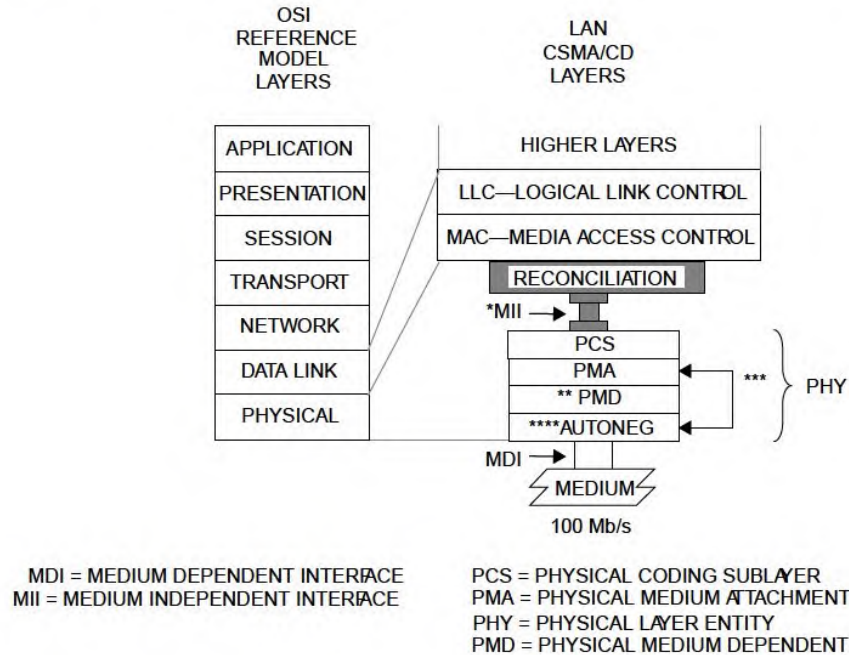 OSI
REFERENCE
MODEL
LAYERS
LAN
CSMA/CD
LAYERS
APPLICATION
PRESENTATION
SESSION
TRANSPORT
NETWORK
DATA LINK
PHYSICAL
HIGHER LAYERS
LLC—LOGICAL LINK CONTROL
MAC—MEDIA ACCESS CONTROL
RECONCILIATION
*MII
PCS
PMA
** PMD
****AUTONEG
***
PHY
MDI
MEDIUM
100 Mb/s
MDI = MEDIUM DEPENDENT INTERFACE
MII = MEDIUM INDEPENDENT INTERFACE
PCS = PHYSICAL CODING SUBLAYER
PMA = PHYSICAL MEDIUM ATTACHMENT
PHY = PHYSICAL LAYER ENTITY
PMD = PHYSICAL MEDIUM DEPENDENT